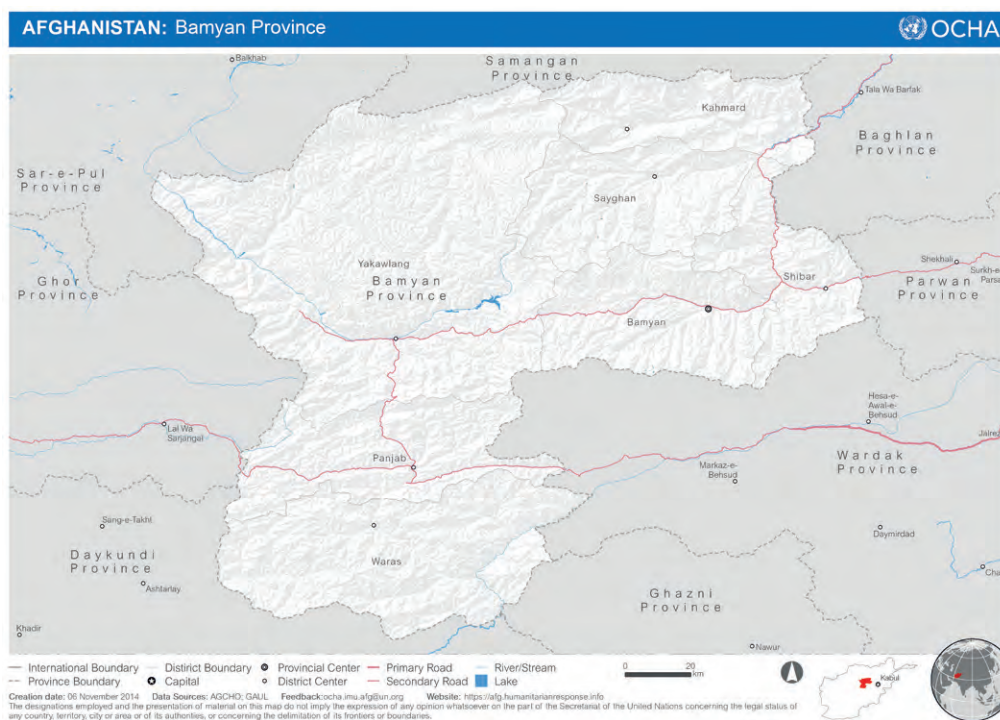 AFGHANISTAN: Bamyan Province
OCHA
Balkhab
Samangan
Province
Kahmard
Tala Wa Barfak
Baghlan
Province
Sar-e-Pul
Province
Sayghan
Yakawlang
Bamyan
Province
Ghor
Province
Shibar
Shekhali
Surkh-e-
Parsa
Parwan
Province
Bamyan
Hesa-e-
Awal-e-
Behsud
Lal Wa
Sarjangal
Jalrez
Panjab
Markaz-e-
Behsud
Wardak
Province
Sang-e-Takht
Daymirdad
Daykundi
Province
Waras
Ashtarlay
Cha
Ghazni
Province
Khadir
Nawur
International Boundary
District Boundary
Provincial Center
Primary Road
River/Stream
0 20
km
Province Boundary
Capital
District Center
Secondary Road
Lake
Kabul
Creation date: 06 November 2014 Data Sources: AGCHO; GAUL Feedback:ocha.imu.afg@un.org Website: https://afg.humanitarianresponse.info
The designations employed and the presentation of material on this map do not imply the expression of any opinion whatsoever on the part of the Secretariat of the United Nations concerning the legal status of
any country, territory, city or area or of its authorities, or concerning the delimitation of its frontiers or boundaries.